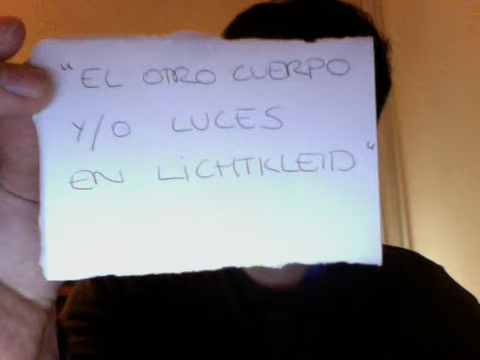 "EL OTRO CUERPO
Y/O LUCES
EN LICHTKLEID"